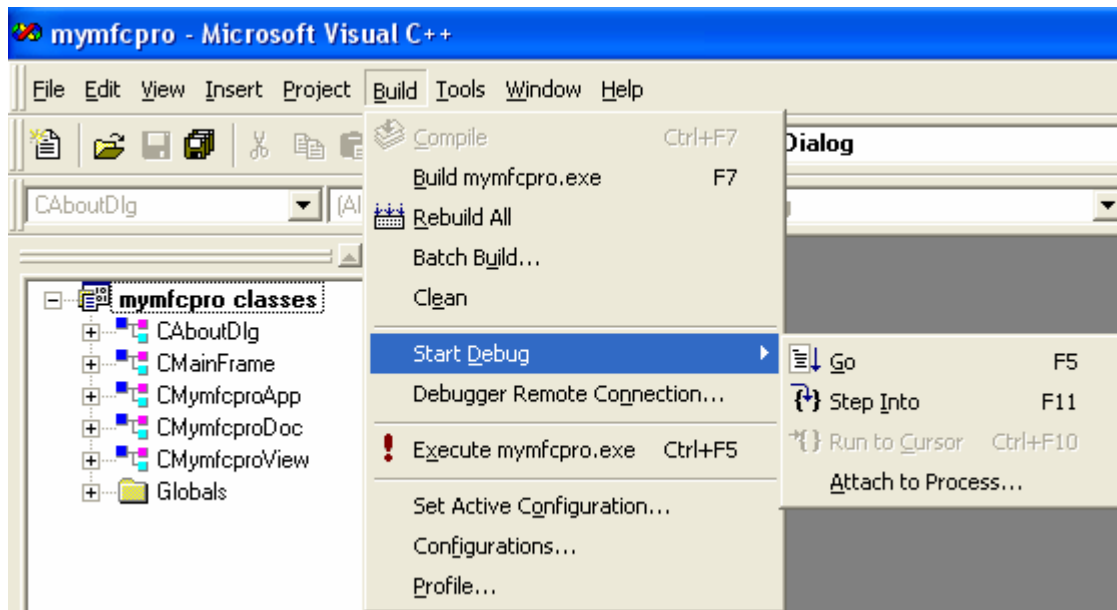 mymfcpro - Microsoft Visual C++
File Edit View Insert Project Build Tools Window Help
Dialog
CAboutDlg
mymfcpro classes
CAboutDlg
CMainFrame
CMymfcproApp
CMymfcproDoc
CMymfcproView
Globals
Compile Ctrl+F7
Build mymfcpro.exe F7
Rebuild All
Batch Build...
Clean
Start Debug
Debugger Remote Connection...
Execute mymfcpro.exe Ctrl+F5
Set Active Configuration...
Configurations...
Profile...
Go F5
Step Into F11
Run to Cursor Ctrl+F10
Attach to Process...